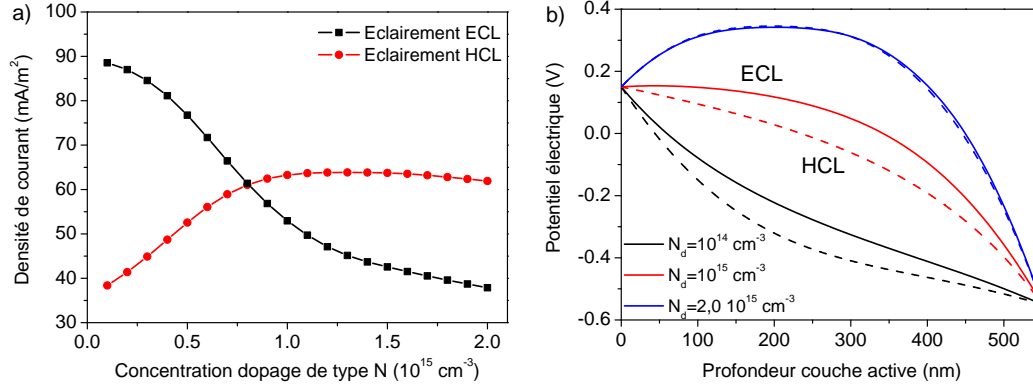 a)
Eclairement ECL
Eclairement HCL
100
90
80
70
60
50
40
30
Densité de courant (mA/m²)
0.0 0.5 1.0 1.5 2.0
Concentration dopage de type N (10¹⁵ cm⁻³)
b)
0.6
0.4
0.2
0.0
-0.2
-0.4
-0.6
Potentiel électrique (V)
ECL
HCL
N_d=10¹⁴ cm⁻³
N_d=10¹⁵ cm⁻³
N_d=2,0 10¹⁵ cm⁻³
0 100 200 300 400 500
Profondeur couche active (nm)